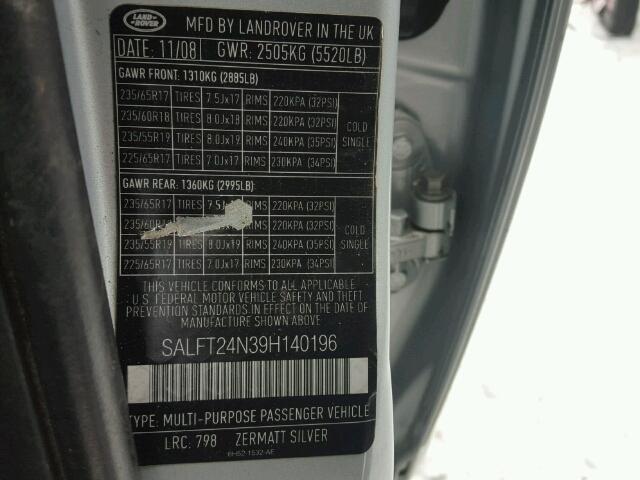 LAND-
ROVER
MFD BY LANDROVER IN THE UK
DATE: 11/08 GWR: 2505KG (5520LB)
GAWR FRONT: 1310KG (2885LB)
235/65R17 TIRES 7.5Jx17 RIMS 220KPA (32PSI)
235/60R18 TIRES 8.0Jx18 RIMS 220KPA (32PSI)
235/55R19 TIRES 8.0Jx19 RIMS 240KPA (35PSI)
225/65R17 TIRES 7.0Jx17 RIMS 230KPA (34PSI)
COLD
SINGLE
GAWR REAR: 1360KG (2995LB)
235/65R17 TIRES 7.5Jx17 RIMS 220KPA (32PSI)
RIMS 220KPA (32PSI)
235/55R19 TIRES 8.0Jx19 RIMS 240KPA (35PSI)
225/65R17 TIRES 7.0Jx17 RIMS 230KPA (34PSI)
COLD
SINGLE
THIS VEHICLE CONFORMS TO ALL APPLICABLE
U.S. FEDERAL MOTOR VEHICLE SAFETY AND THEFT
PREVENTION STANDARDS IN EFFECT ON THE DATE OF
MANUFACTURE SHOWN ABOVE.
SALFT24N39H140196
TYPE: MULTI-PURPOSE PASSENGER VEHICLE
LRC. 798 ZERMATT SILVER
6H52-1532-AE